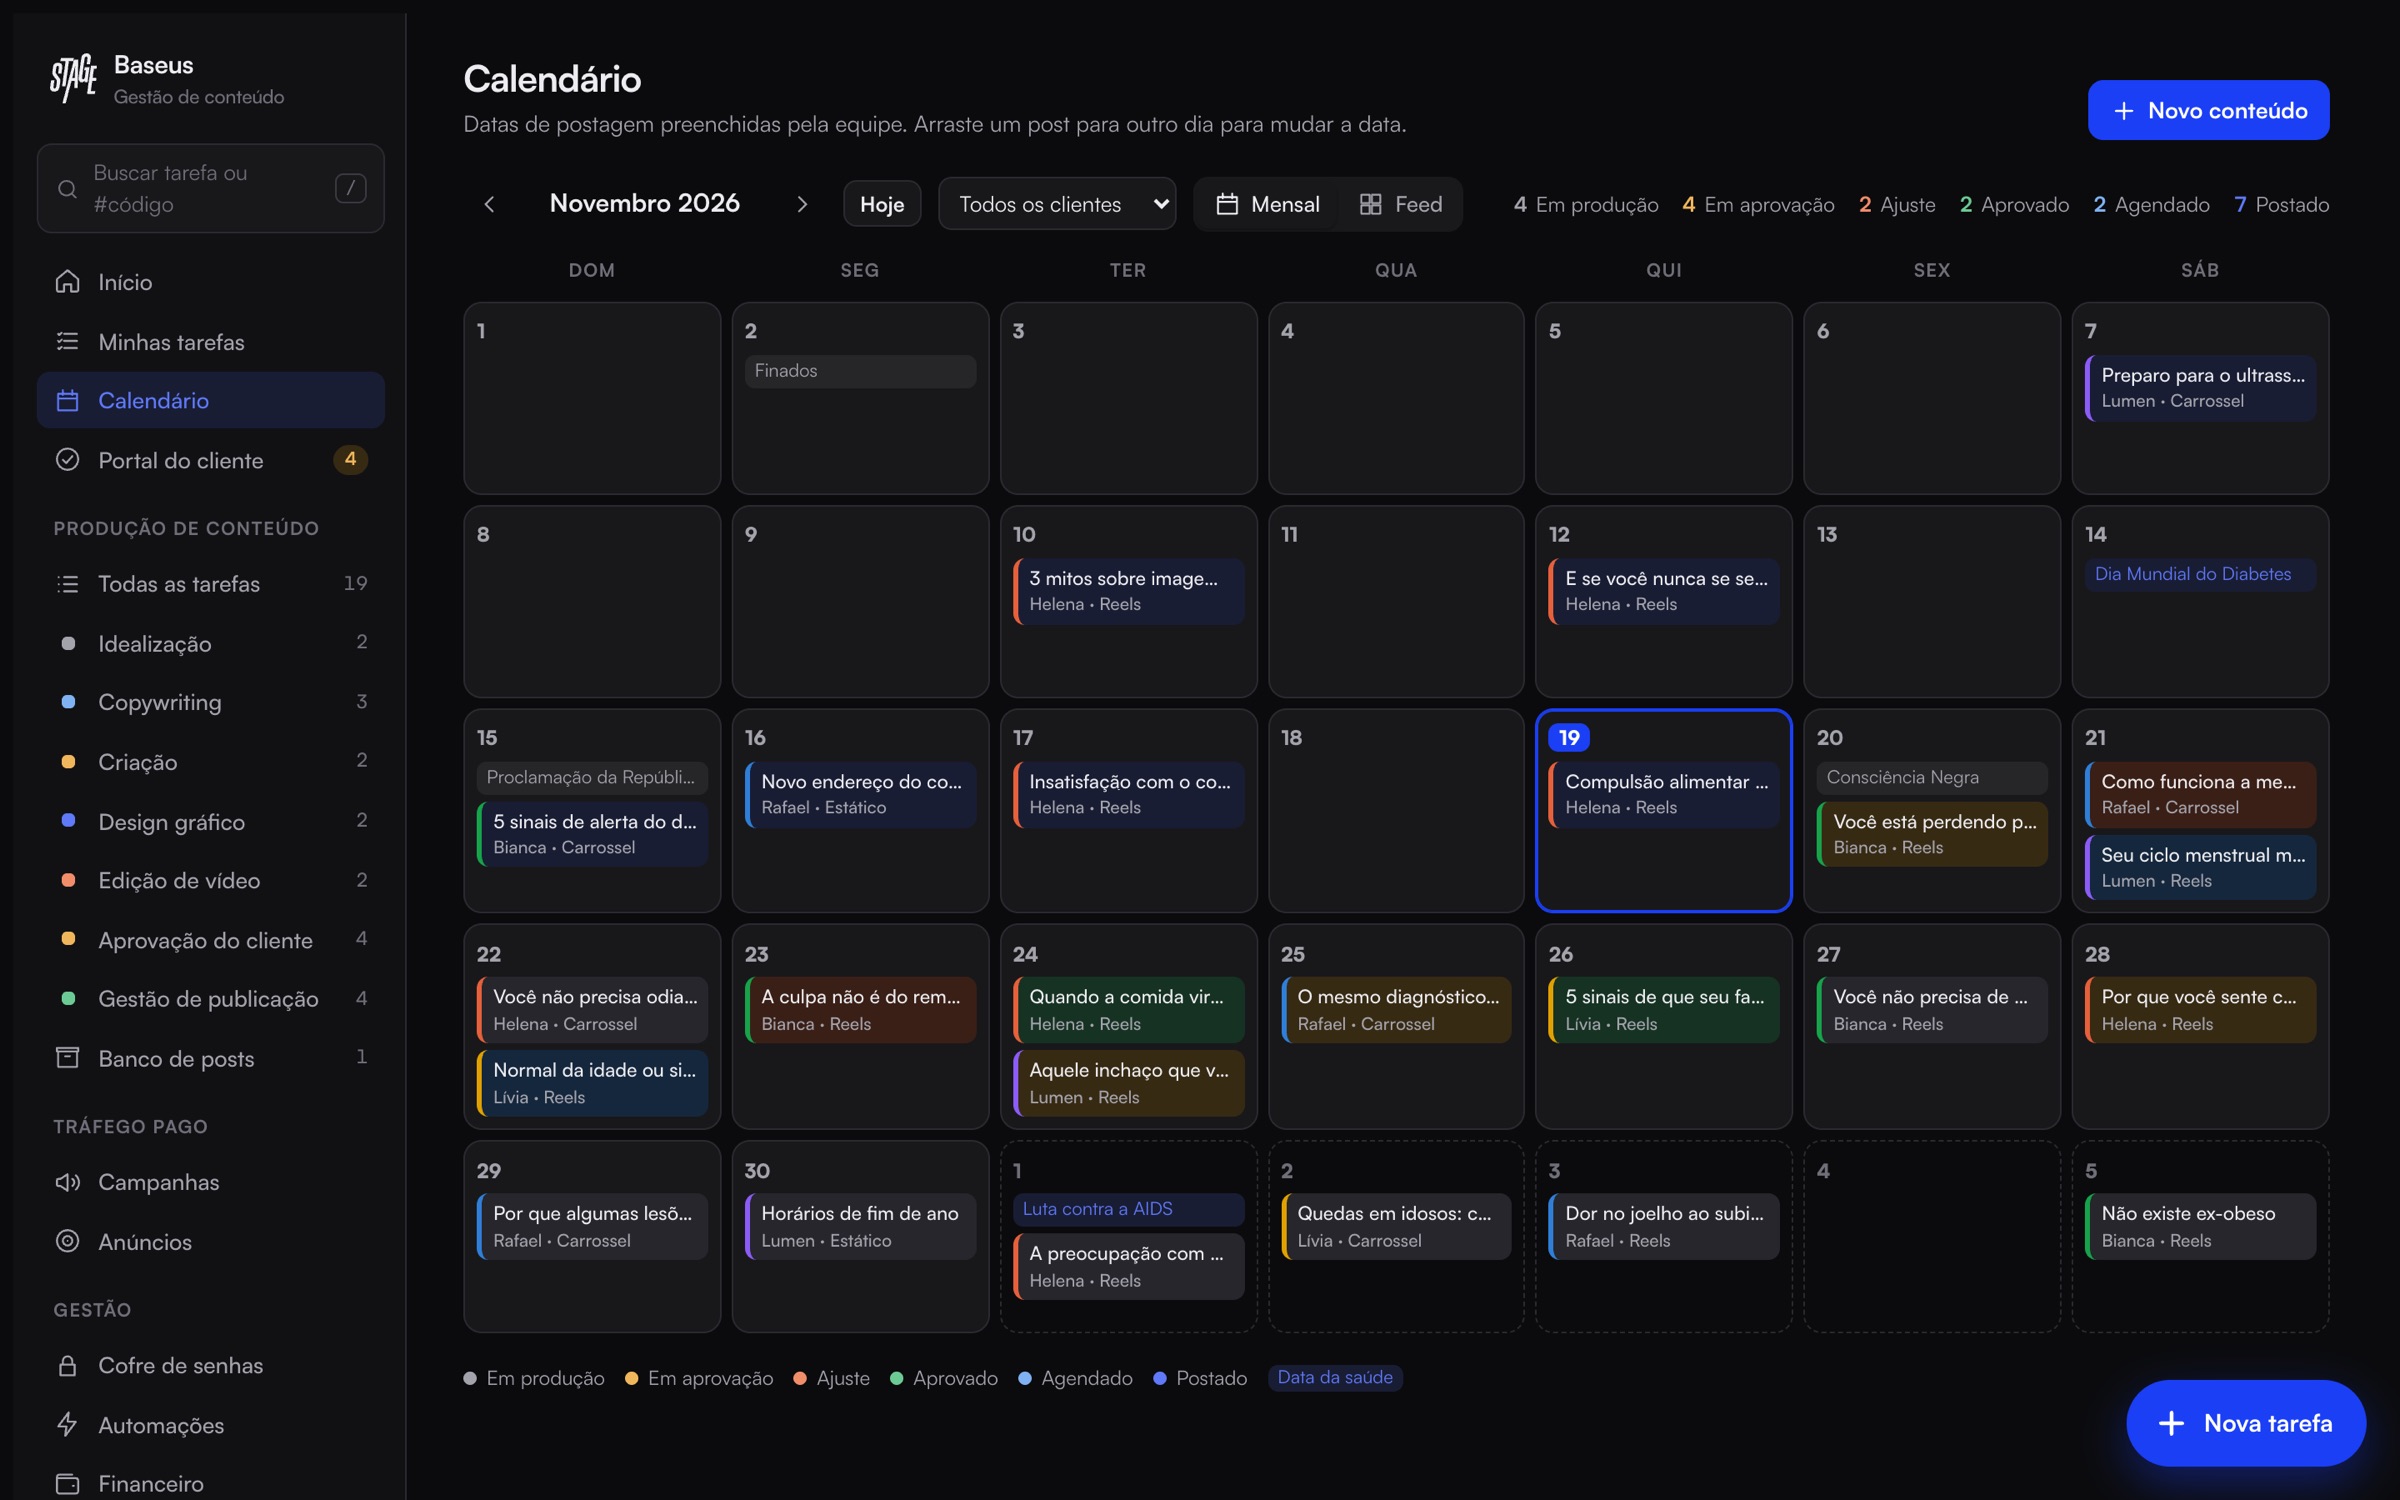 STAGE
Baseus
Gestão de conteúdo
Buscar tarefa ou
#código
/
Início
Minhas tarefas
Calendário
Portal do cliente 4
PRODUÇÃO DE CONTEÚDO
Todas as tarefas 19
Idealização 2
Copywriting 3
Criação 2
Design gráfico 2
Edição de vídeo 2
Aprovação do cliente 4
Gestão de publicação 4
Banco de posts 1
TRÁFEGO PAGO
Campanhas
Anúncios
GESTÃO
Cofre de senhas
Automações
Financeiro
Calendário
Datas de postagem preenchidas pela equipe. Arraste um post para outro dia para mudar a data.
+ Novo conteúdo
Novembro 2026
Hoje
Todos os clientes
Mensal
Feed
4 Em produção 4 Em aprovação 2 Ajuste 2 Aprovado 2 Agendado 7 Postado
DOM SEG TER QUA QUI SEX SÁB
1
2
Finados
3
4
5
6
7
Preparo para o ultrass...
Lumen · Carrossel
8
9
10
3 mitos sobre image...
Helena · Reels
11
12
E se você nunca se se...
Helena · Reels
13
14
Dia Mundial do Diabetes
15
Proclamação da Repúbli...
5 sinais de alerta do d...
Bianca · Carrossel
16
Novo endereço do co...
Rafael · Estático
17
Insatisfação com o co...
Helena · Reels
18
19
Compulsão alimentar ...
Helena · Reels
20
Consciência Negra
Você está perdendo p...
Bianca · Reels
21
Como funciona a me...
Rafael · Carrossel
Seu ciclo menstrual m...
Lumen · Reels
22
Você não precisa odia...
Helena · Carrossel
Normal da idade ou si...
Lívia · Reels
23
A culpa não é do rem...
Bianca · Reels
24
Quando a comida vir...
Helena · Reels
Aquele inchaço que v...
Lumen · Reels
25
O mesmo diagnóstico...
Rafael · Carrossel
26
5 sinais de que seu fa...
Lívia · Reels
27
Você não precisa de ...
Bianca · Reels
28
Por que você sente c...
Helena · Reels
29
Por que algumas lesõ...
Rafael · Carrossel
30
Horários de fim de ano
Lumen · Estático
1
Luta contra a AIDS
A preocupação com ...
Helena · Reels
2
Quedas em idosos: c...
Lívia · Carrossel
3
Dor no joelho ao subi...
Rafael · Reels
4
5
Não existe ex-obeso
Bianca · Reels
Em produção Em aprovação Ajuste Aprovado Agendado Postado Data da saúde
+ Nova tarefa